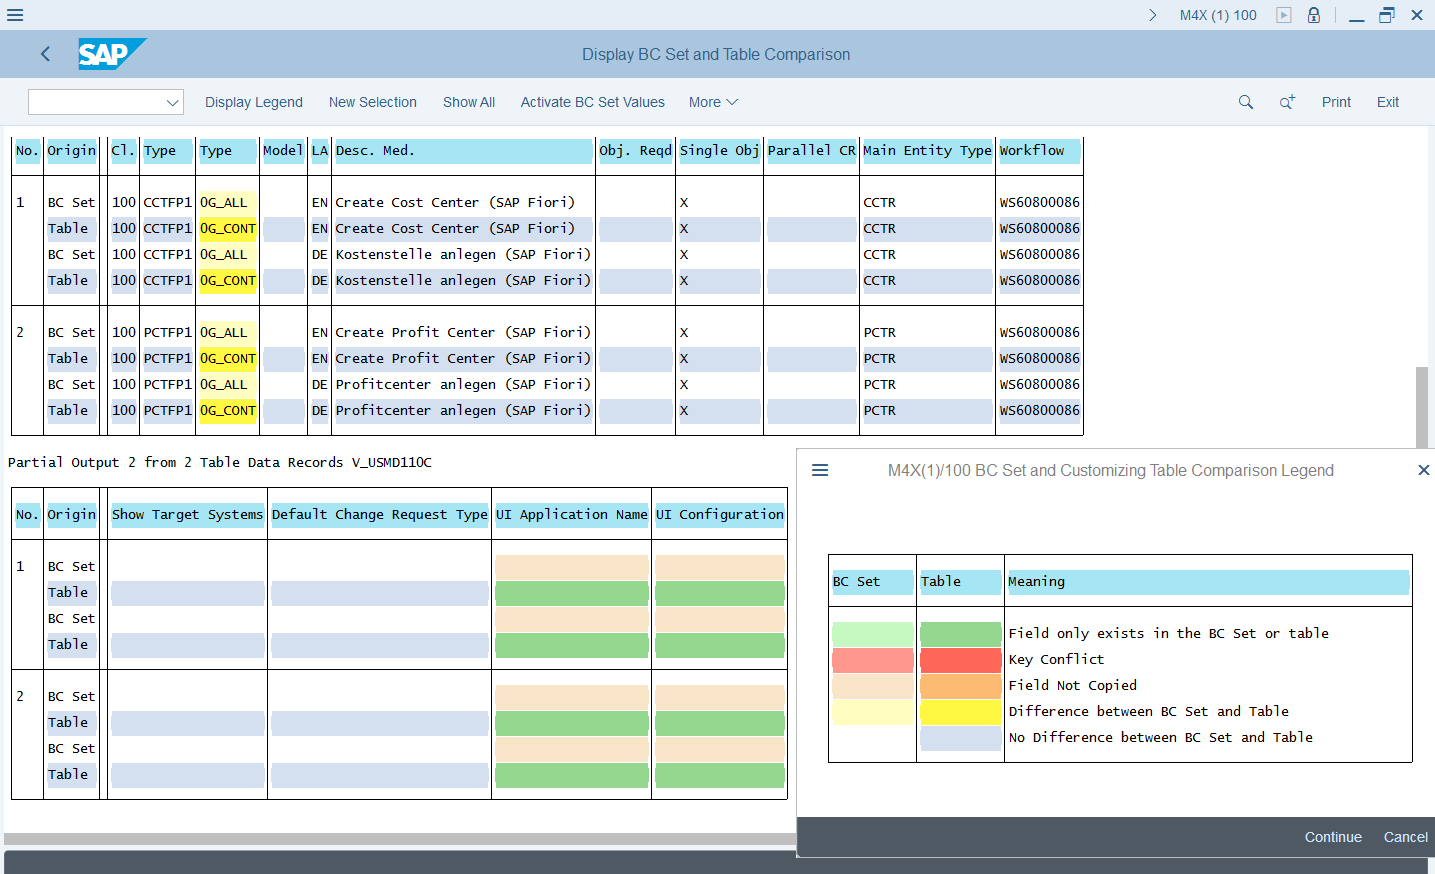 M4X (1) 100
SAP
Display BC Set and Table Comparison
Display Legend New Selection Show All Activate BC Set Values More Print Exit
No. Origin Cl. Type Type Model LA Desc. Med. Obj. Reqd Single Obj Parallel CR Main Entity Type Workflow
1 BC Set 100 CCTFP1 0G_ALL EN Create Cost Center (SAP Fiori) X CCTR WS60800086
Table 100 CCTFP1 0G_CONT EN Create Cost Center (SAP Fiori) X CCTR WS60800086
BC Set 100 CCTFP1 0G_ALL DE Kostenstelle anlegen (SAP Fiori) X CCTR WS60800086
Table 100 CCTFP1 0G_CONT DE Kostenstelle anlegen (SAP Fiori) X CCTR WS60800086
2 BC Set 100 PCTFP1 0G_ALL EN Create Profit Center (SAP Fiori) X PCTR WS60800086
Table 100 PCTFP1 0G_CONT EN Create Profit Center (SAP Fiori) X PCTR WS60800086
BC Set 100 PCTFP1 0G_ALL DE Profitcenter anlegen (SAP Fiori) X PCTR WS60800086
Table 100 PCTFP1 0G_CONT DE Profitcenter anlegen (SAP Fiori) X PCTR WS60800086
Partial Output 2 from 2 Table Data Records V_USMD110C
No. Origin Show Target Systems Default Change Request Type UI Application Name UI Configuration
1 BC Set
Table
BC Set
Table
2 BC Set
Table
BC Set
Table
M4X(1)/100 BC Set and Customizing Table Comparison Legend
BC Set Table Meaning
Field only exists in the BC Set or table
Key Conflict
Field Not Copied
Difference between BC Set and Table
No Difference between BC Set and Table
Continue Cancel